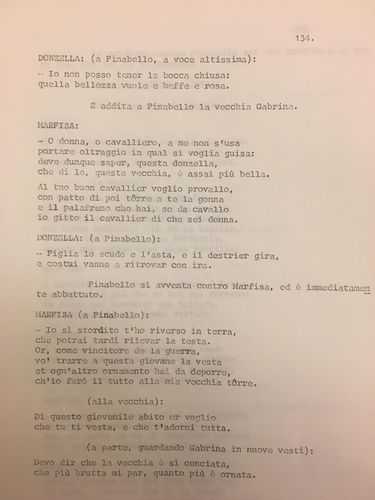 134.
DONZELLA: (a Pinabello, a voce altissima):
-- Io non posso tener la bocca chiusa:
quella bellezza vuole e beffe e rosa.
E addita a Pinabello la vecchia Gabrina.
MARFISA:
-- O donna, o cavaliero, a me non s'usa
portare oltraggio in qual si voglia guisa:
devo dunque saper, questa donzella,
che di lo, questa vecchia, è assai più bella.
Al tuo buon cavallier voglio provallo,
con patto di poi tôrre a te la gonna
e il palafreno che hai, se da cavallo
io gitto il cavallier di che sei donna.
DONZELLA: (a Pinabello):
-- Figlia lo scudo e l'asta, e il destrier gira,
e costui vanne a ritrovar con ira.
Pinabello si avventa contro Marfisa, ed è immediatamen
te abbattuto.
MARFISA (a Pinabello):
-- Io sì stordito t'ho riverso in terra,
che potrai tardi rilevar la testa.
Or, come vincitore de la guerra,
vo' trarre a questa giovane la vesta
et ogn'altro ornamento hai da deporre,
ch'io farò il tutto alla mia vecchia tôrre.
(alla vecchia):
Di questo giovenile abito or voglio
che tu ti vesta, e che t'adorni tutta.
(a parte, guardando Gabrina in nuove vesti):
Devo dir che la vecchia è sì conciata,
che più brutta mi par, quanto più è ornata.